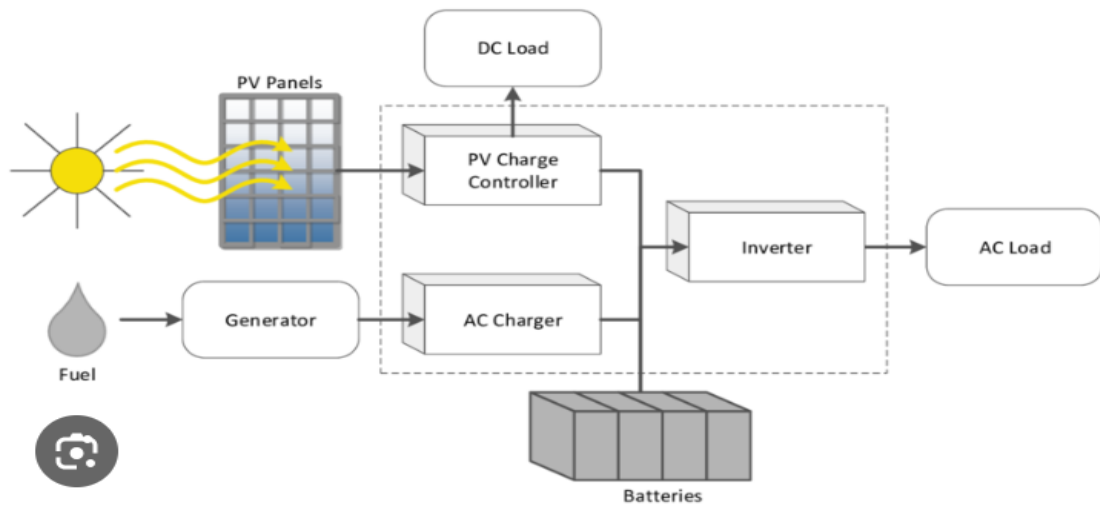 DC Load
PV Panels
PV Charge
Controller
Inverter
AC Load
Generator
AC Charger
Fuel
Batteries